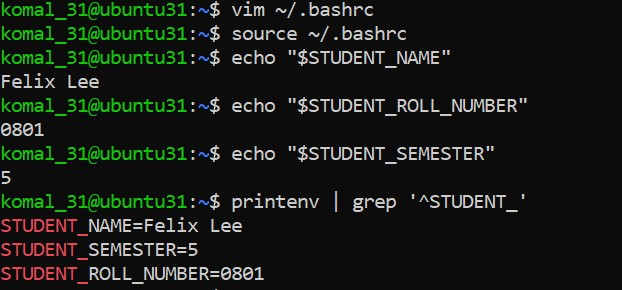 komal_31@ubuntu31:~$ vim ~/.bashrc
komal_31@ubuntu31:~$ source ~/.bashrc
komal_31@ubuntu31:~$ echo "$STUDENT_NAME"
Felix Lee
komal_31@ubuntu31:~$ echo "$STUDENT_ROLL_NUMBER"
0801
komal_31@ubuntu31:~$ echo "$STUDENT_SEMESTER"
5
komal_31@ubuntu31:~$ printenv | grep '^STUDENT_'
STUDENT_NAME=Felix Lee
STUDENT_SEMESTER=5
STUDENT_ROLL_NUMBER=0801